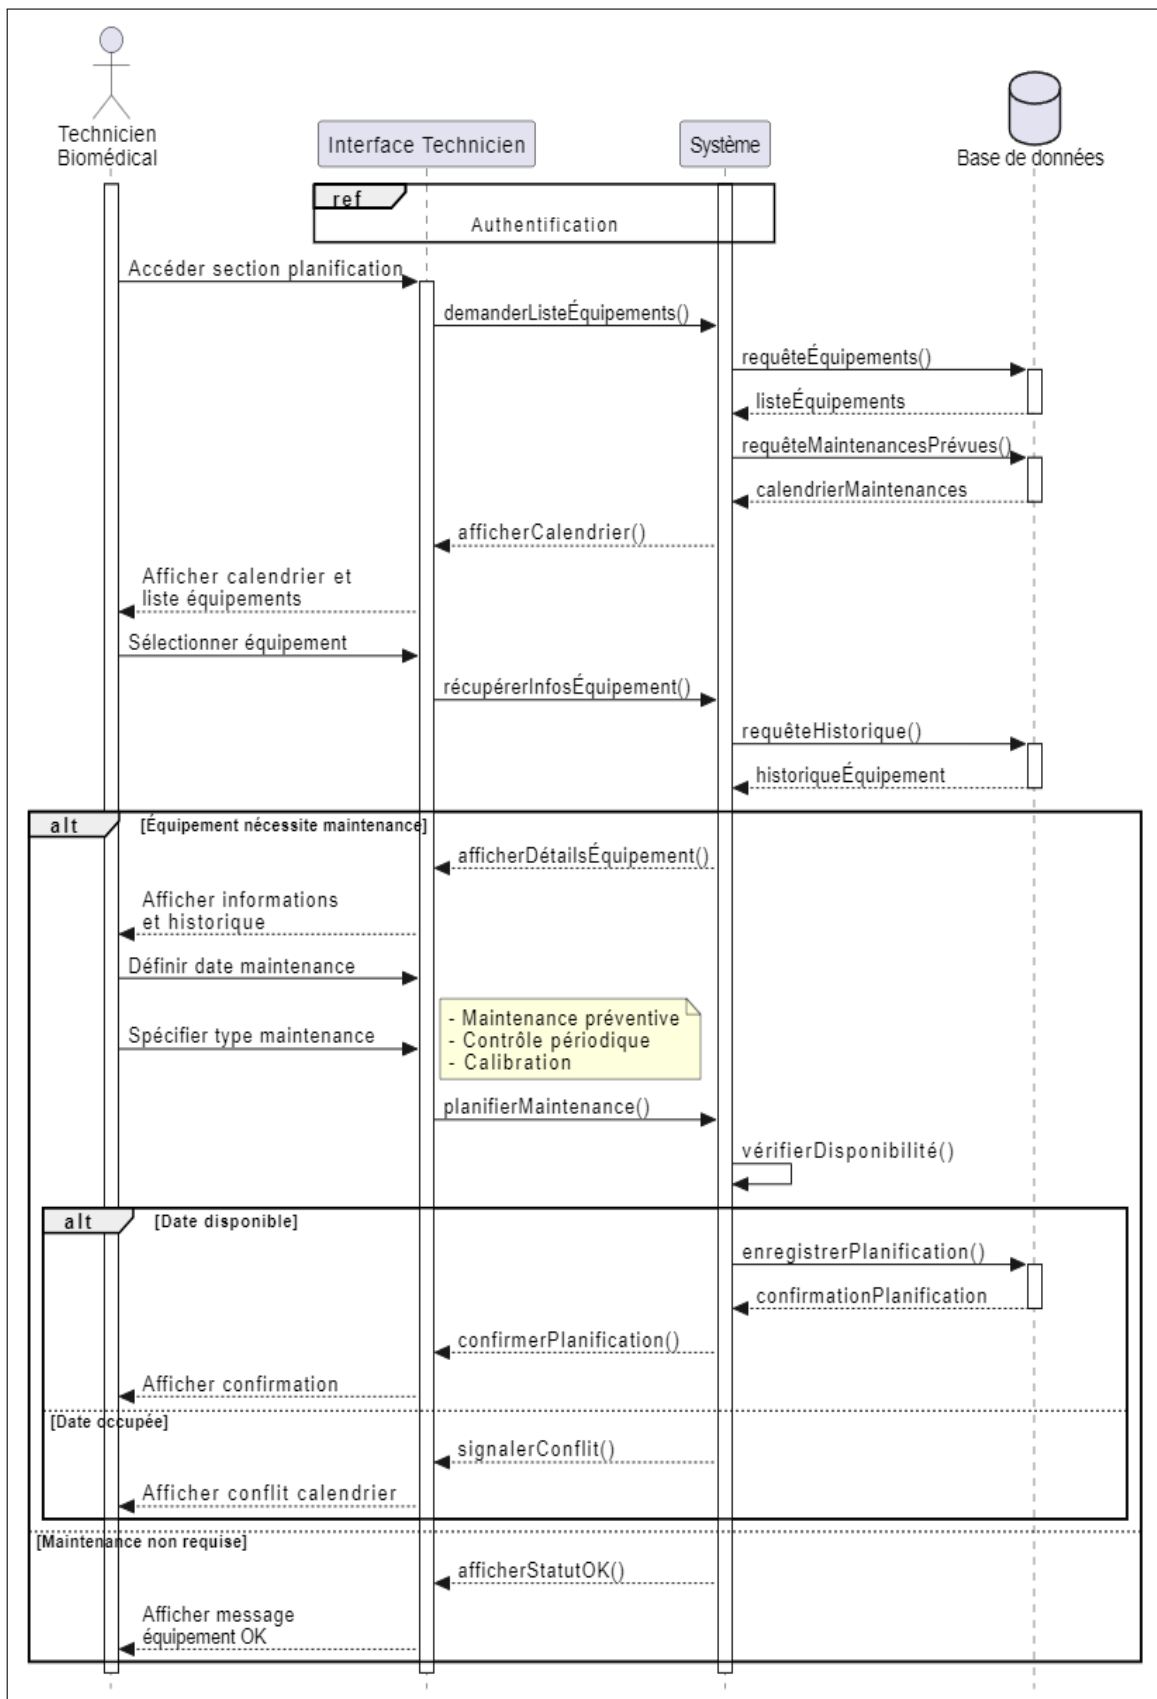 Technicien
Biomédical
Interface Technicien
Système
Base de données
ref
Authentification
Accéder section planification
demanderListeÉquipements()
requêteÉquipements()
listeÉquipements
requêteMaintenancesPrévues()
calendrierMaintenances
afficherCalendrier()
Afficher calendrier et
liste équipements
Sélectionner équipement
récupérerInfosÉquipement()
requêteHistorique()
historiqueÉquipement
alt
[Équipement nécessite maintenance]
afficherDétailsÉquipement()
Afficher informations
et historique
Définir date maintenance
Spécifier type maintenance
- Maintenance préventive
- Contrôle périodique
- Calibration
planifierMaintenance()
vérifierDisponibilité()
alt
[Date disponible]
enregistrerPlanification()
confirmationPlanification
confirmerPlanification()
Afficher confirmation
[Date occupée]
signalerConflit()
Afficher conflit calendrier
[Maintenance non requise]
afficherStatutOK()
Afficher message
équipement OK